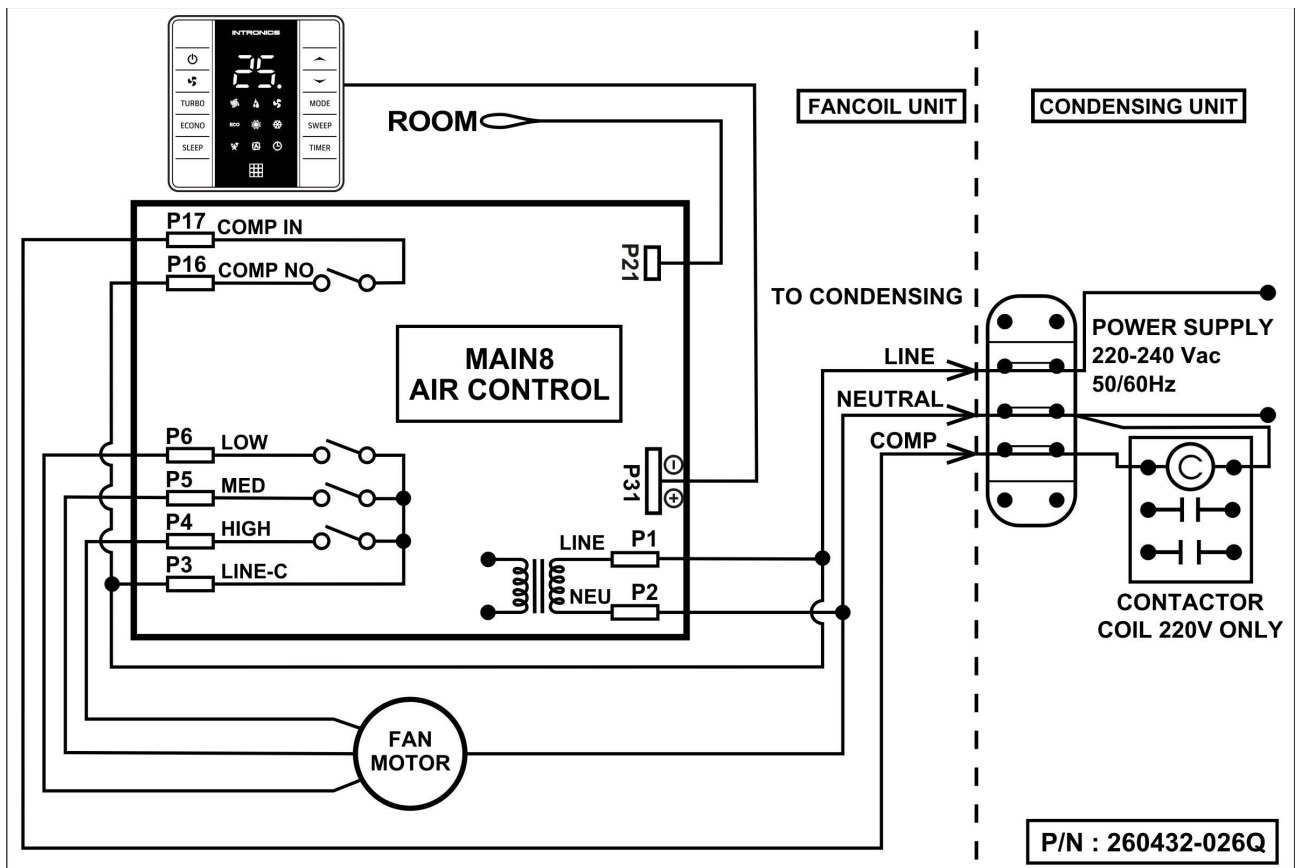 INTRONICS
25.
TURBO
MODE
ECONO
ECO
SWEEP
SLEEP
TIMER
ROOM
FANCOIL UNIT
CONDENSING UNIT
P17 COMP IN
P16 COMP NO
P21
TO CONDENSING
MAIN8
AIR CONTROL
LINE
NEUTRAL
COMP
POWER SUPPLY
220-240 Vac
50/60Hz
P6 LOW
P5 MED
P4 HIGH
P3 LINE-C
P31
LINE P1
NEU P2
C
CONTACTOR
COIL 220V ONLY
FAN
MOTOR
P/N : 260432-026Q